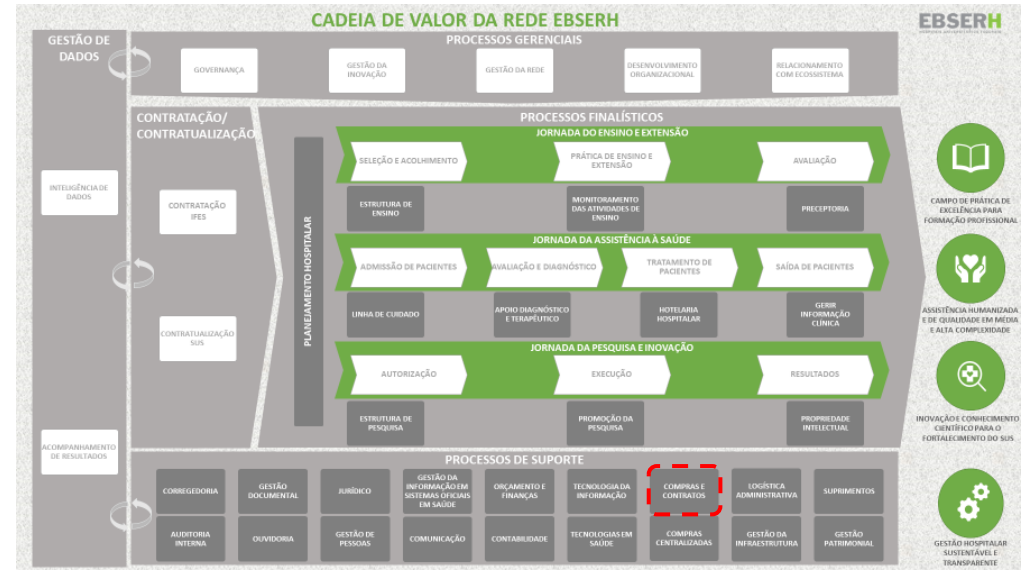 CADEIA DE VALOR DA REDE EBSERH
EBSERH
GESTÃO DE
DADOS
INTELIGÊNCIA DE
DADOS
ACOMPANHAMENTO
DE RESULTADOS
PROCESSOS GERENCIAIS
GOVERNANÇA
GESTÃO DA
INOVAÇÃO
GESTÃO DA REDE
DESENVOLVIMENTO
ORGANIZACIONAL
RELACIONAMENTO
COM ECOSSISTEMA
CONTRATAÇÃO/
CONTRATUALIZAÇÃO
CONTRATAÇÃO
IFES
CONTRATUALIZAÇÃO
SUS
PROCESSOS FINALÍSTICOS
PLANEJAMENTO HOSPITALAR
JORNADA DO ENSINO E EXTENSÃO
SELEÇÃO E ACOLHIMENTO
PRÁTICA DE ENSINO E
EXTENSÃO
AVALIAÇÃO
ESTRUTURA DE
ENSINO
MONITORAMENTO
DAS ATIVIDADES DE
ENSINO
PRECEPTORIA
JORNADA DA ASSISTÊNCIA À SAÚDE
ADMISSÃO DE PACIENTES
AVALIAÇÃO E DIAGNÓSTICO
TRATAMENTO DE
PACIENTES
SAÍDA DE PACIENTES
LINHA DE CUIDADO
APOIO DIAGNÓSTICO
E TERAPÊUTICO
HOTELARIA
HOSPITALAR
GERIR
INFORMAÇÃO
CLÍNICA
JORNADA DA PESQUISA E INOVAÇÃO
AUTORIZAÇÃO
EXECUÇÃO
RESULTADOS
ESTRUTURA DE
PESQUISA
PROMOÇÃO DA
PESQUISA
PROPRIEDADE
INTELECTUAL
PROCESSOS DE SUPORTE
CORREGEDORIA
GESTÃO
DOCUMENTAL
JURÍDICO
GESTÃO DA
INFORMAÇÃO EM
SISTEMAS OFICIAIS
EM SAÚDE
ORÇAMENTO E
FINANÇAS
TECNOLOGIA DA
INFORMAÇÃO
COMPRAS E
CONTRATOS
LOGÍSTICA
ADMINISTRATIVA
SUPRIMENTOS
AUDITORIA
INTERNA
OUVIDORIA
GESTÃO DE
PESSOAS
COMUNICAÇÃO
CONTABILIDADE
TECNOLOGIAS EM
SAÚDE
COMPRAS
CENTRALIZADAS
GESTÃO DA
INFRAESTRUTURA
GESTÃO
PATRIMONIAL
CAMPO DE PRÁTICA DE
EXCELÊNCIA PARA
FORMAÇÃO PROFISSIONAL
ASSISTÊNCIA HUMANIZADA
E DE QUALIDADE EM MÉDIA
E ALTA COMPLEXIDADE
INOVAÇÃO E CONHECIMENTO
CIENTÍFICO PARA O
FORTALECIMENTO DO SUS
GESTÃO HOSPITALAR
SUSTENTÁVEL E
TRANSPARENTE